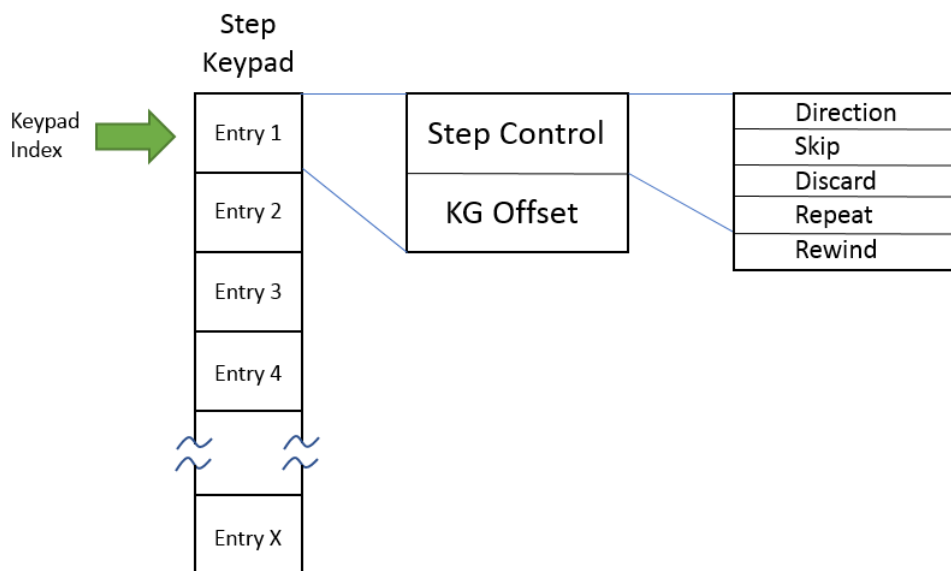 Step
Keypad
Keypad
Index
Entry 1
Entry 2
Entry 3
Entry 4
Entry X
Step Control
KG Offset
Direction
Skip
Discard
Repeat
Rewind